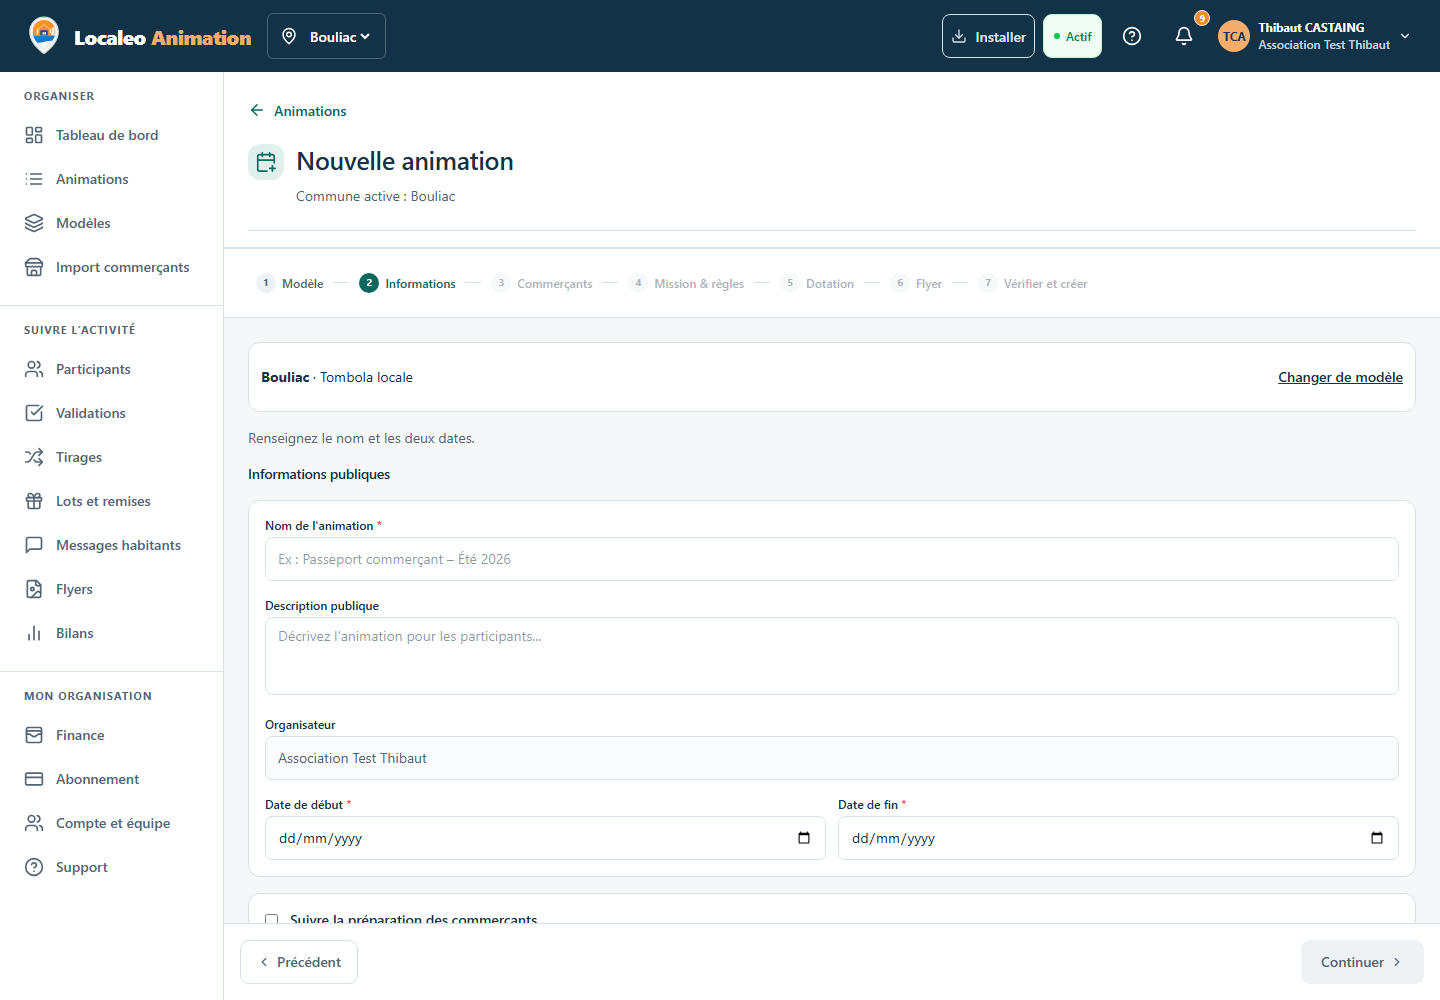 Localeo Animation
Bouliac
Installer
Actif
9
TCA
Thibaut CASTAING
Association Test Thibaut
ORGANISER
Tableau de bord
Animations
Modèles
Import commerçants
SUIVRE L'ACTIVITÉ
Participants
Validations
Tirages
Lots et remises
Messages habitants
Flyers
Bilans
MON ORGANISATION
Finance
Abonnement
Compte et équipe
Support
Animations
Nouvelle animation
Commune active : Bouliac
1 Modèle
2 Informations
3 Commerçants
4 Mission & règles
5 Dotation
6 Flyer
7 Vérifier et créer
Bouliac · Tombola locale
Changer de modèle
Renseignez le nom et les deux dates.
Informations publiques
Nom de l'animation *
Ex : Passeport commerçant – Été 2026
Description publique
Décrivez l'animation pour les participants...
Organisateur
Association Test Thibaut
Date de début *
dd/mm/yyyy
Date de fin *
dd/mm/yyyy
Suivre la préparation des commerçants
Précédent
Continuer